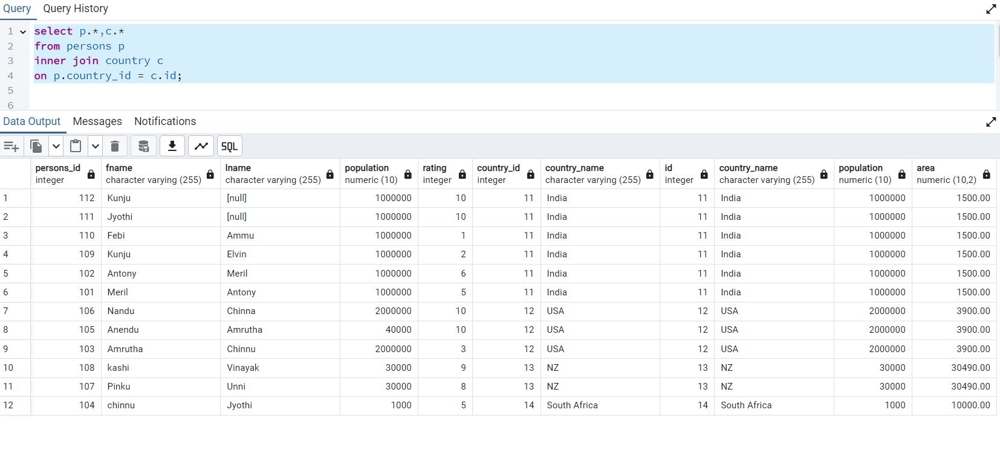 Query Query History
1 select p.*,c.*
2 from persons p
3 inner join country c
4 on p.country_id = c.id;
5
6
Data Output Messages Notifications
SQL
persons_id integer fname character varying (255) lname character varying (255) population numeric (10) rating integer country_id integer country_name character varying (255) id integer country_name character varying (255) population numeric (10) area numeric (10,2)
1 112 Kunju [null] 1000000 10 11 India 11 India 1000000 1500.00
2 111 Jyothi [null] 1000000 10 11 India 11 India 1000000 1500.00
3 110 Febi Ammu 1000000 1 11 India 11 India 1000000 1500.00
4 109 Kunju Elvin 1000000 2 11 India 11 India 1000000 1500.00
5 102 Antony Meril 1000000 6 11 India 11 India 1000000 1500.00
6 101 Meril Antony 1000000 5 11 India 11 India 1000000 1500.00
7 106 Nandu Chinna 2000000 10 12 USA 12 USA 2000000 3900.00
8 105 Anendu Amrutha 40000 10 12 USA 12 USA 2000000 3900.00
9 103 Amrutha Chinnu 2000000 3 12 USA 12 USA 2000000 3900.00
10 108 kashi Vinayak 30000 9 13 NZ 13 NZ 30000 30490.00
11 107 Pinku Unni 30000 8 13 NZ 13 NZ 30000 30490.00
12 104 chinnu Jyothi 1000 5 14 South Africa 14 South Africa 1000 10000.00